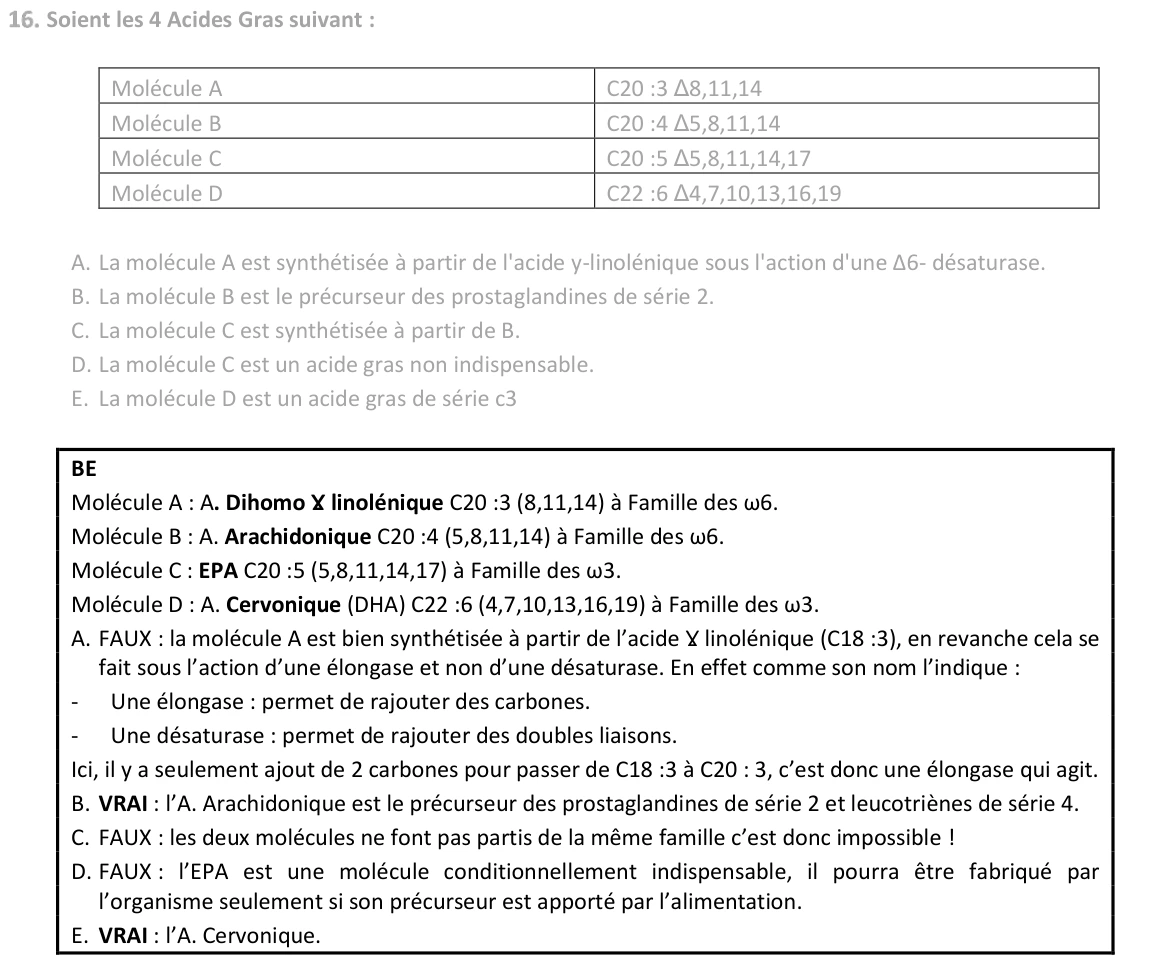 16. Soient les 4 Acides Gras suivant :
Molécule A C20 :3 Δ8,11,14
Molécule B C20 :4 Δ5,8,11,14
Molécule C C20 :5 Δ5,8,11,14,17
Molécule D C22 :6 Δ4,7,10,13,16,19
A. La molécule A est synthétisée à partir de l'acide y-linolénique sous l'action d'une Δ6- désaturase.
B. La molécule B est le précurseur des prostaglandines de série 2.
C. La molécule C est synthétisée à partir de B.
D. La molécule C est un acide gras non indispensable.
E. La molécule D est un acide gras de série c3
BE
Molécule A : A. Dihomo Ɣ linolénique C20 :3 (8,11,14) à Famille des ω6.
Molécule B : A. Arachidonique C20 :4 (5,8,11,14) à Famille des ω6.
Molécule C : EPA C20 :5 (5,8,11,14,17) à Famille des ω3.
Molécule D : A. Cervonique (DHA) C22 :6 (4,7,10,13,16,19) à Famille des ω3.
A. FAUX : la molécule A est bien synthétisée à partir de l’acide Ɣ linolénique (C18 :3), en revanche cela se
fait sous l’action d’une élongase et non d’une désaturase. En effet comme son nom l’indique :
- Une élongase : permet de rajouter des carbones.
- Une désaturase : permet de rajouter des doubles liaisons.
Ici, il y a seulement ajout de 2 carbones pour passer de C18 :3 à C20 : 3, c’est donc une élongase qui agit.
B. VRAI : l’A. Arachidonique est le précurseur des prostaglandines de série 2 et leucotriènes de série 4.
C. FAUX : les deux molécules ne font pas partis de la même famille c’est donc impossible !
D. FAUX : l’EPA est une molécule conditionnellement indispensable, il pourra être fabriqué par
l’organisme seulement si son précurseur est apporté par l’alimentation.
E. VRAI : l’A. Cervonique.